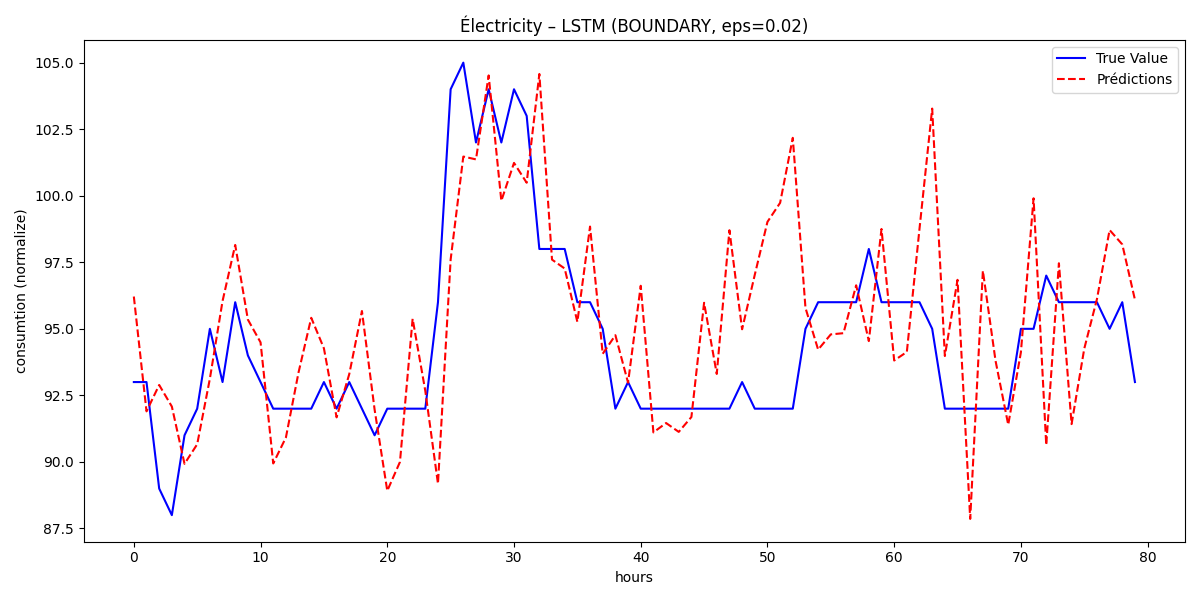 Électricity – LSTM (BOUNDARY, eps=0.02)
True Value
Prédictions
consumtion (normalize)
105.0
102.5
100.0
97.5
95.0
92.5
90.0
87.5
0 10 20 30 40 50 60 70 80
hours